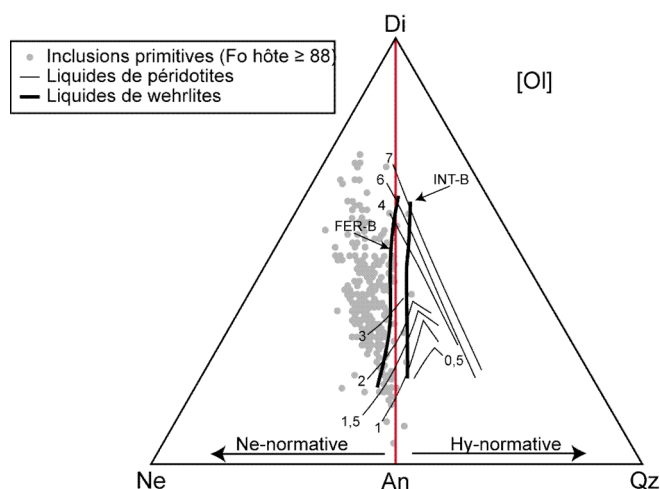 Di
Inclusions primitives (Fo hôte ≥ 88)
Liquides de péridotites
Liquides de wehrlites
[Ol]
7
6
INT-B
4
FER-B
3
0,5
2
1,5
1
Ne-normative
Hy-normative
Ne
An
Qz